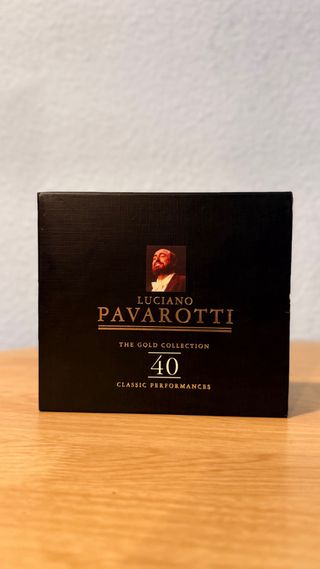 LUCIANO
PAVAROTTI
THE GOLD COLLECTION
40
CLASSIC PERFORMANCES